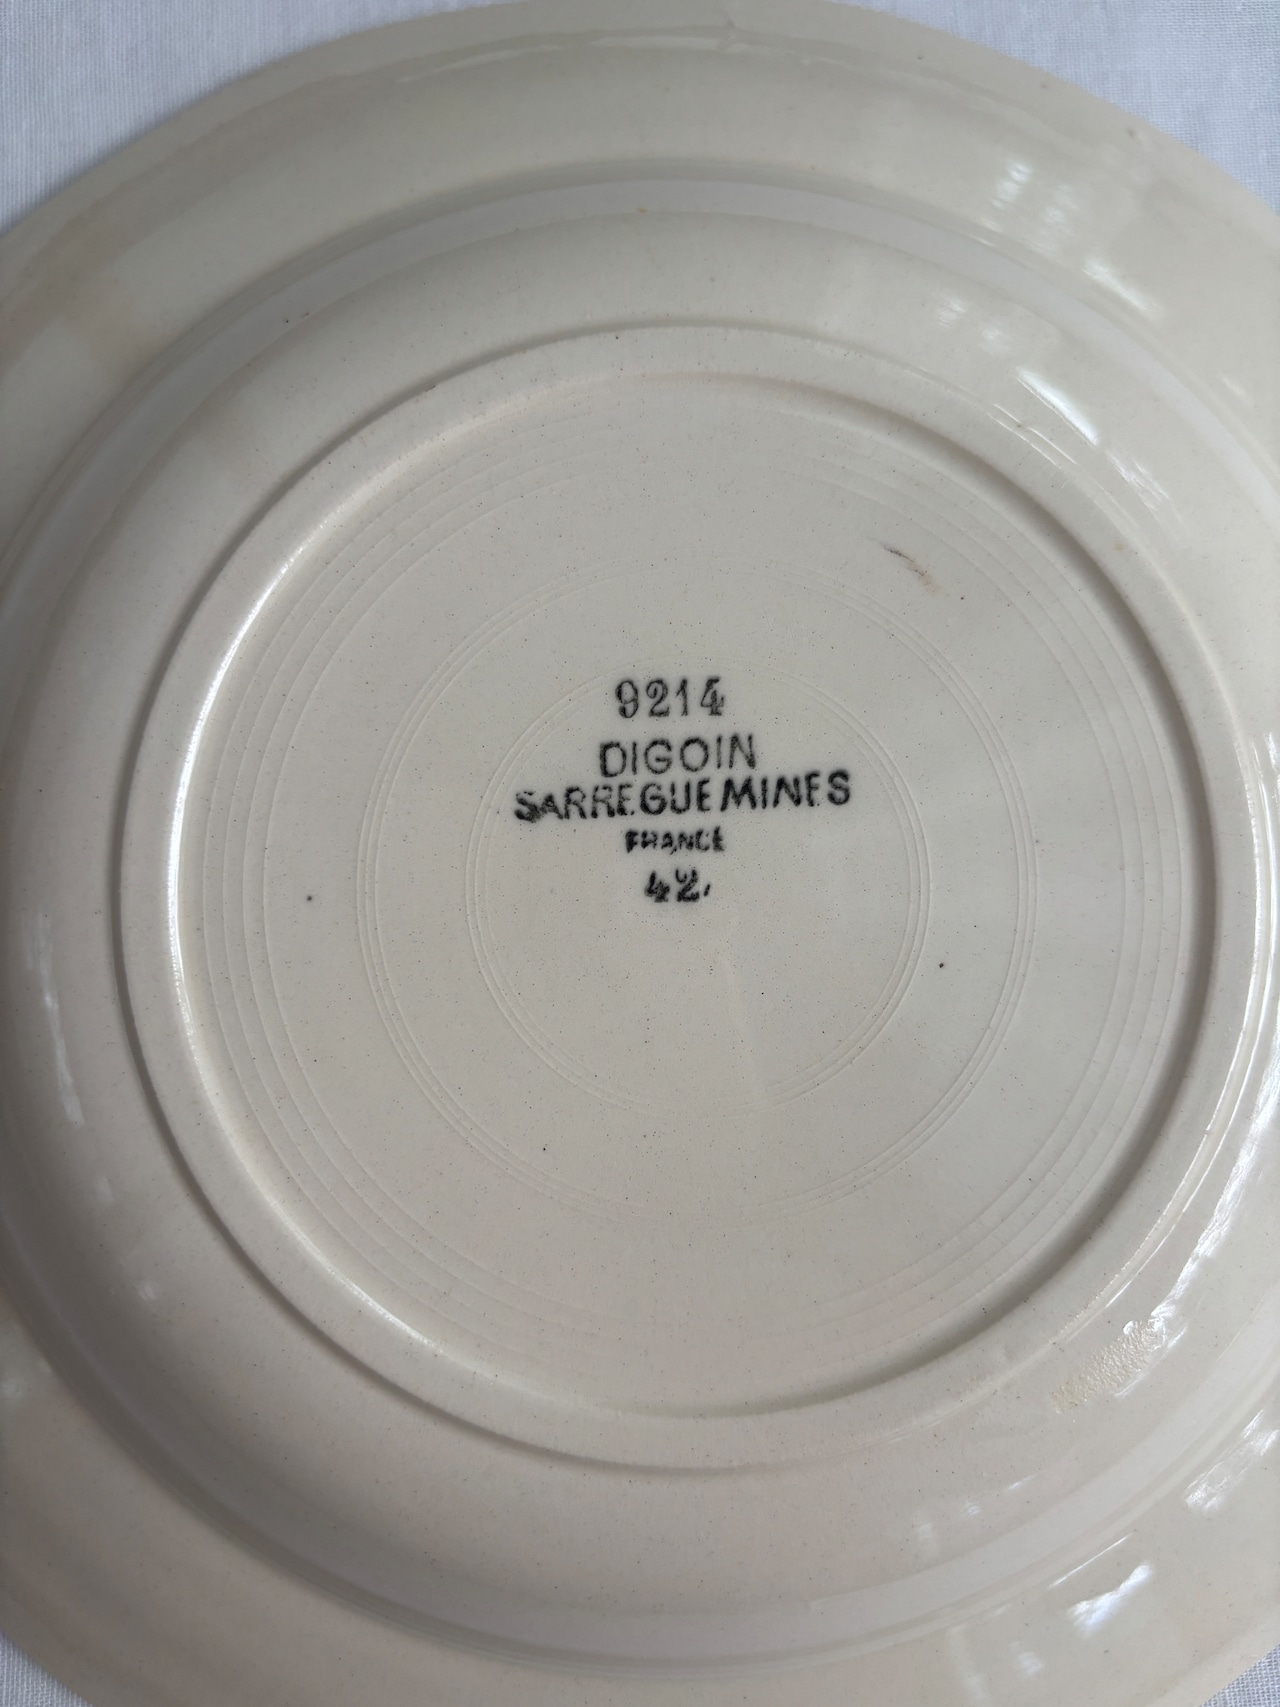 9214
DIGOIN
SARREGUEMINES
FRANCE
42.